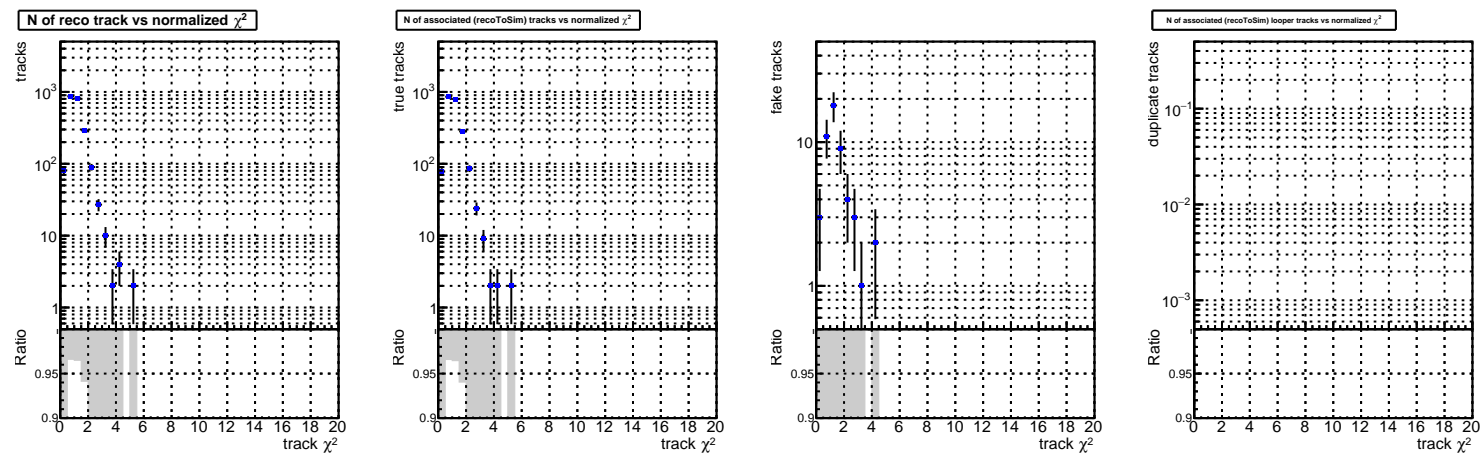 N of reco track vs normalized χ²
tracks
10³
10²
10
1
Ratio
0.95
0.9
0 2 4 6 8 10 12 14 16 18 20
track χ²
N of associated (recoToSim) tracks vs normalized χ²
true tracks
10³
10²
10
1
Ratio
0.95
0.9
0 2 4 6 8 10 12 14 16 18 20
track χ²
fake tracks
10
1
Ratio
0.95
0.9
0 2 4 6 8 10 12 14 16 18 20
track χ²
N of associated (recoToSim) looper tracks vs normalized χ²
duplicate tracks
10⁻¹
10⁻²
10⁻³
Ratio
0.95
0.9
0 2 4 6 8 10 12 14 16 18 20
track χ²